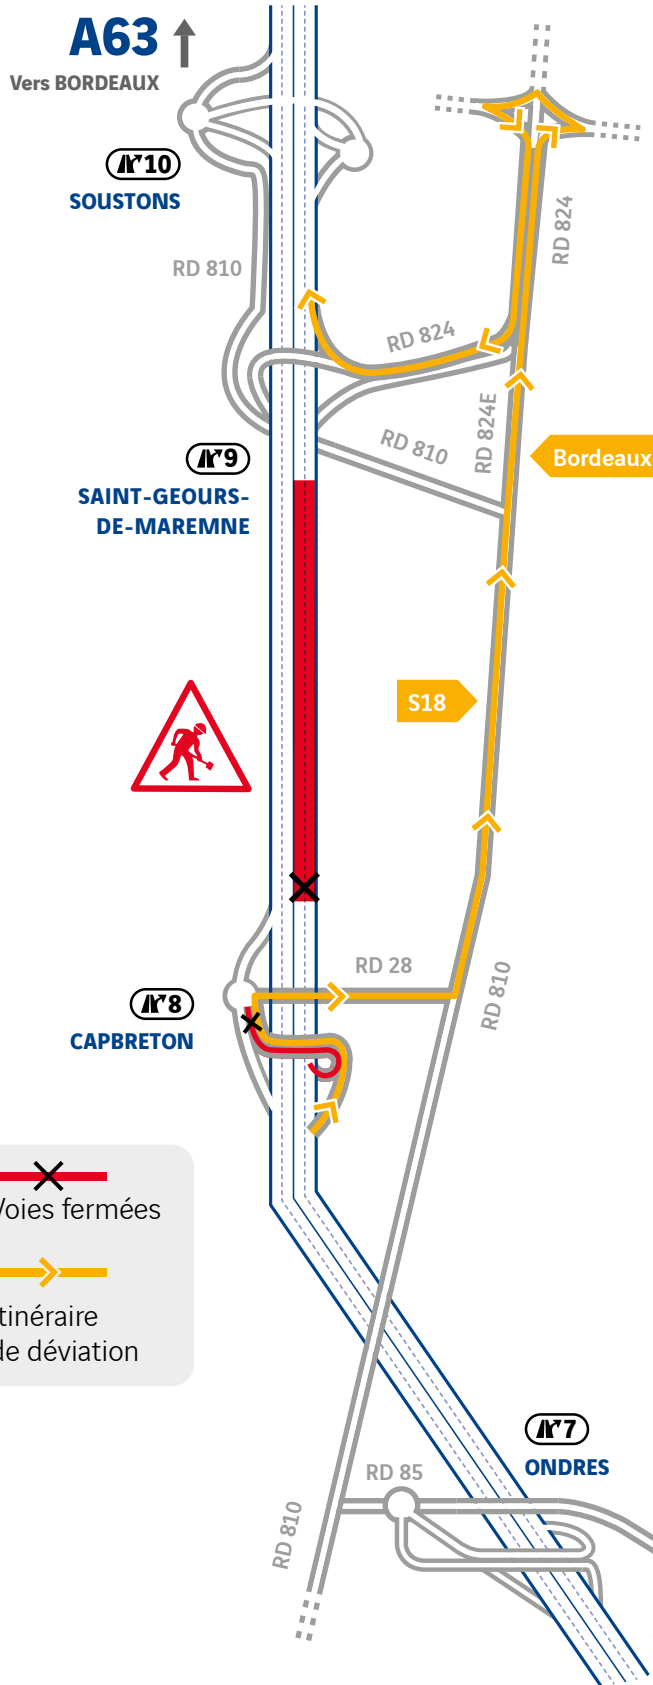 A63
Vers BORDEAUX
10
SOUSTONS
RD 810
RD 824
RD 824
RD 824E
RD 810
9
SAINT-GEOURS-
DE-MAREMNE
Bordeaux
S18
RD 28
RD 810
8
CAPBRETON
Voies fermées
tinéraire
de déviation
7
ONDRES
RD 85
RD 810